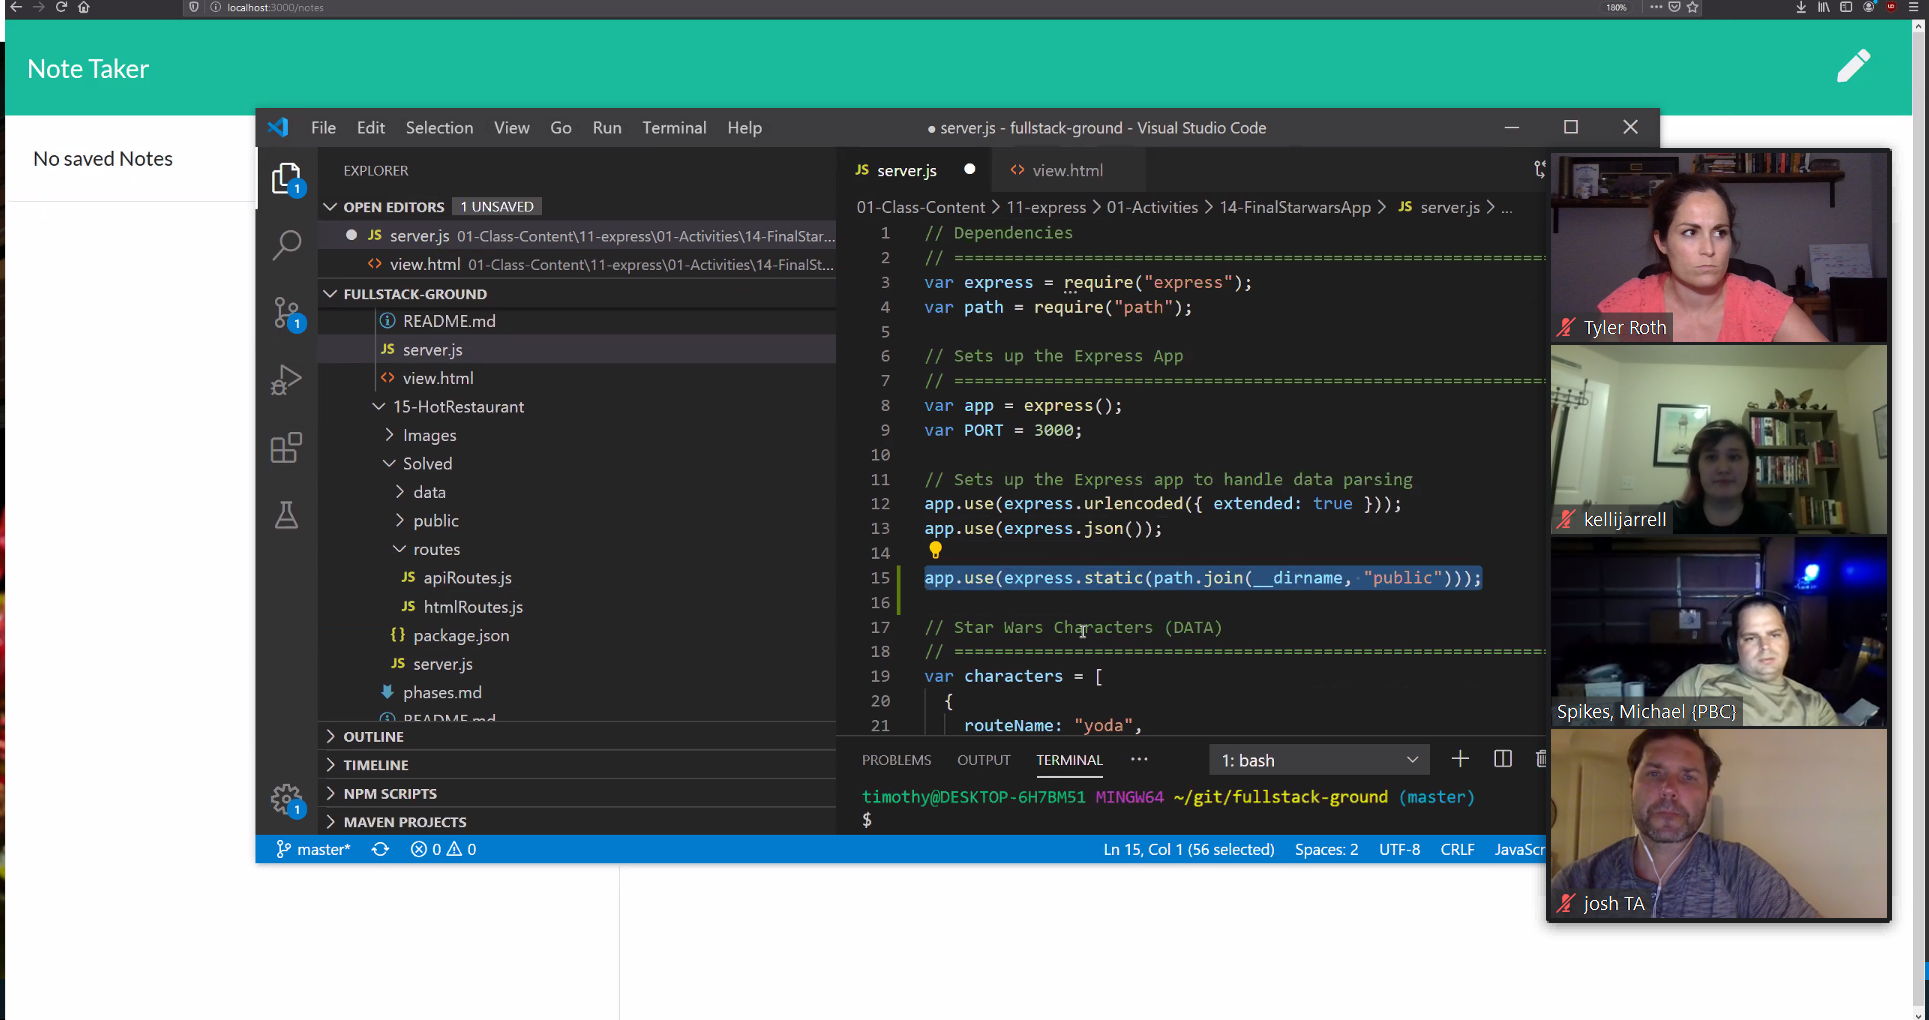 localhost:3000/notes
180%
Note Taker
No saved Notes
File Edit Selection View Go Run Terminal Help
● server.js - fullstack-ground - Visual Studio Code
EXPLORER
OPEN EDITORS 1 UNSAVED
JS server.js 01-Class-Content\11-express\01-Activities\14-FinalStar...
<> view.html 01-Class-Content\11-express\01-Activities\14-FinalSt...
FULLSTACK-GROUND
README.md
JS server.js
<> view.html
15-HotRestaurant
Images
Solved
data
public
routes
JS apiRoutes.js
JS htmlRoutes.js
{} package.json
JS server.js
phases.md
README.md
OUTLINE
TIMELINE
NPM SCRIPTS
MAVEN PROJECTS
1
1
1
JS server.js ●
<> view.html
01-Class-Content > 11-express > 01-Activities > 14-FinalStarwarsApp > JS server.js > ...
1 // Dependencies
2 // =============================================================
3 var express = require("express");
4 var path = require("path");
5
6 // Sets up the Express App
7 // =============================================================
8 var app = express();
9 var PORT = 3000;
10
11 // Sets up the Express app to handle data parsing
12 app.use(express.urlencoded({ extended: true }));
13 app.use(express.json());
14
15 app.use(express.static(path.join(__dirname, "public")));
16
17 // Star Wars Characters (DATA)
18 // =============================================================
19 var characters = [
20 {
21 routeName: "yoda",
PROBLEMS OUTPUT TERMINAL ... 1: bash
timothy@DESKTOP-6H7BM51 MINGW64 ~/git/fullstack-ground (master)
$
master* 0 0 Ln 15, Col 1 (56 selected) Spaces: 2 UTF-8 CRLF JavaScr
Tyler Roth
kellijarrell
Spikes, Michael {PBC}
josh TA